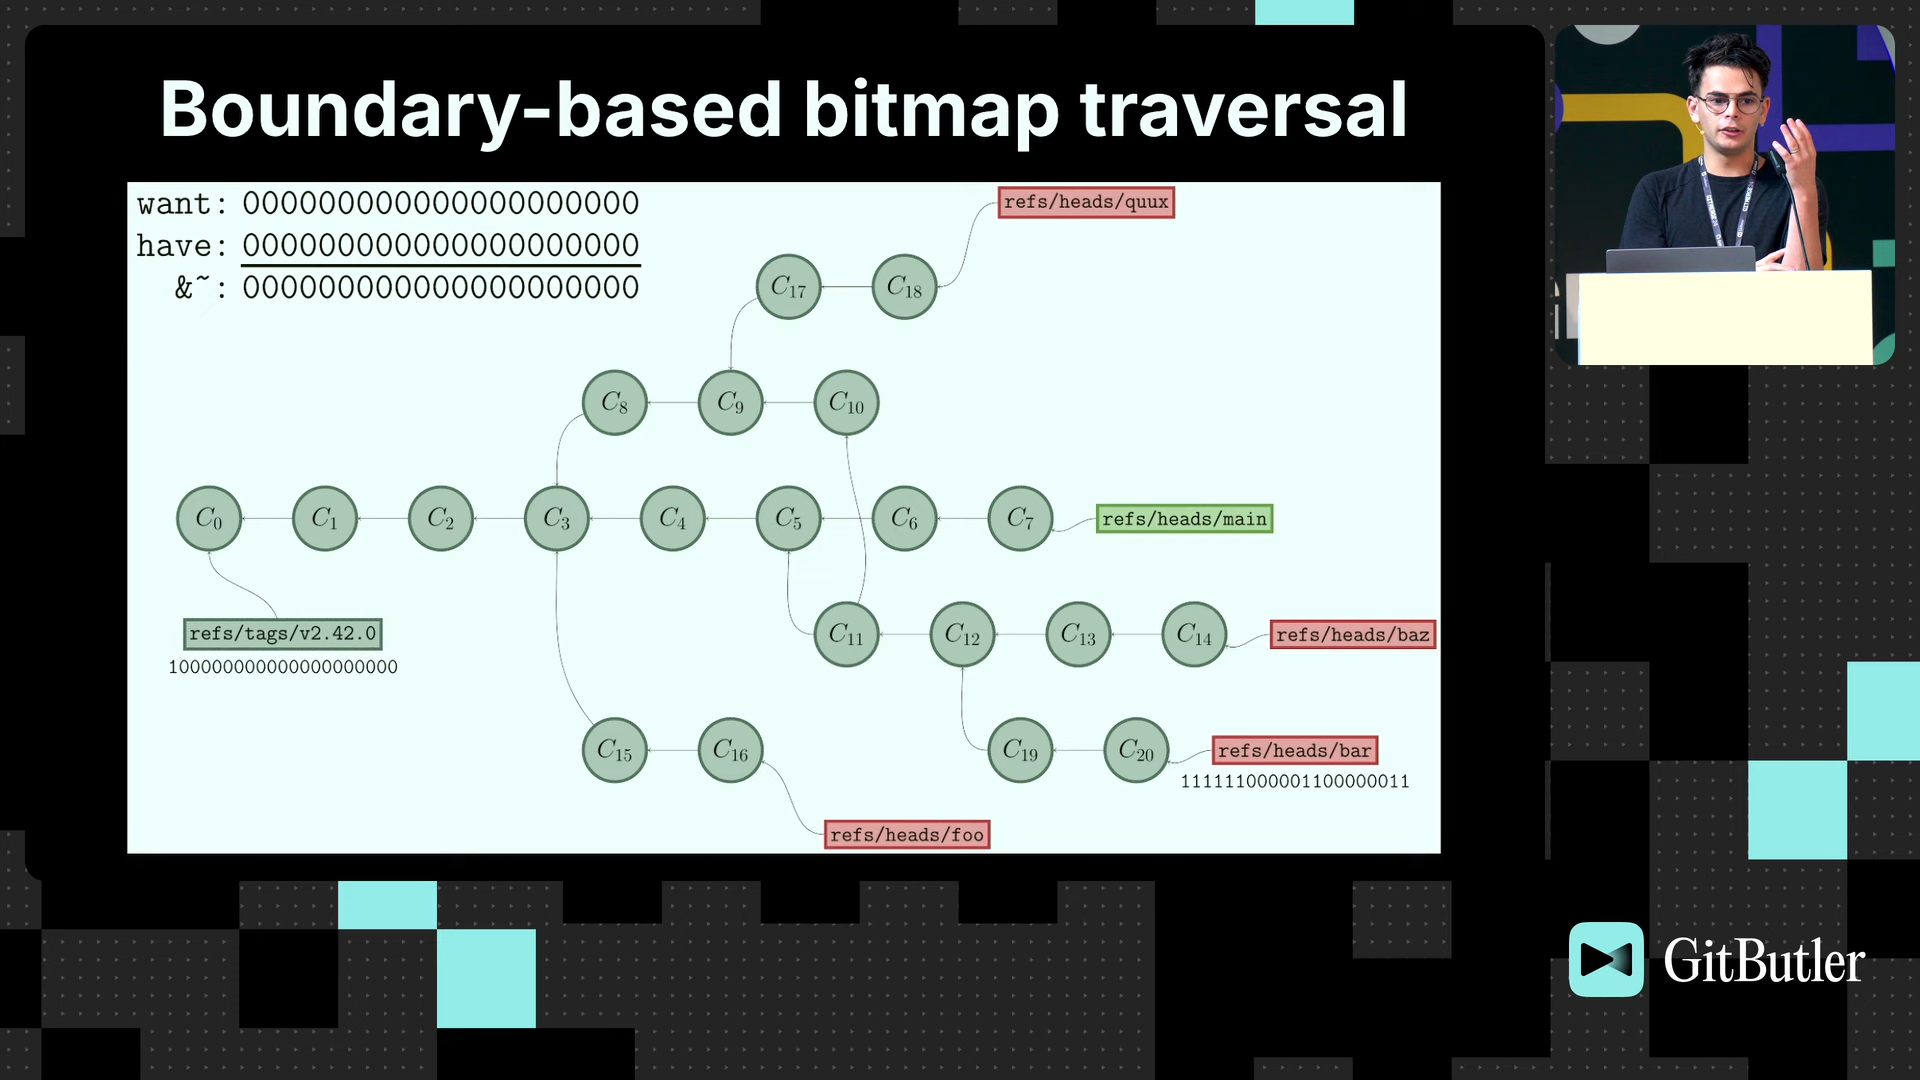 Boundary-based bitmap traversal
want: 000000000000000000000
have: 000000000000000000000
&~: 000000000000000000000
refs/heads/quux
C17
C18
C8
C9
C10
C0
C1
C2
C3
C4
C5
C6
C7
refs/heads/main
refs/tags/v2.42.0
100000000000000000000
C11
C12
C13
C14
refs/heads/baz
C15
C16
C19
C20
refs/heads/bar
111111000001100000011
refs/heads/foo
GitButler